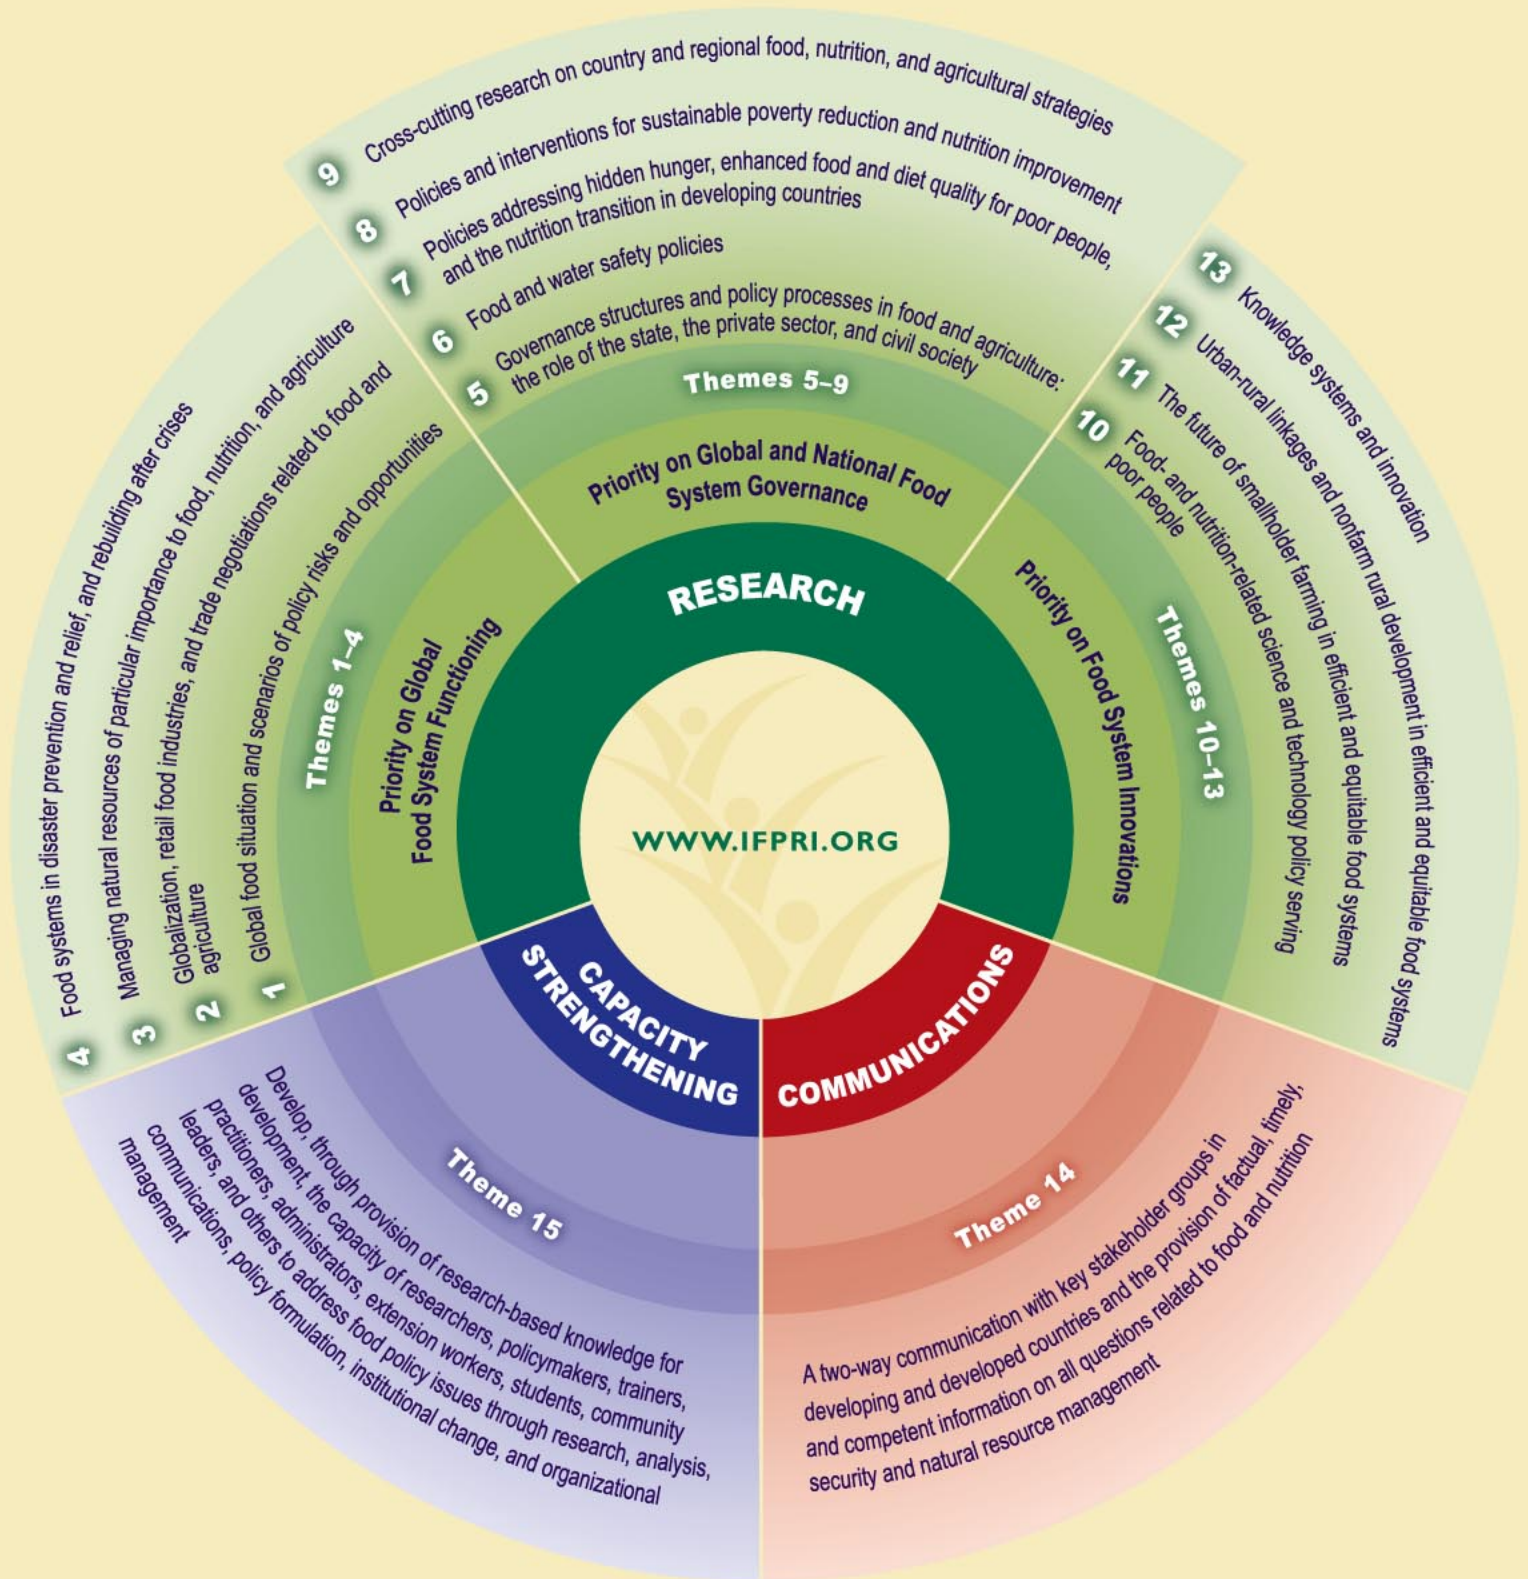 9 Cross-cutting research on country and regional food, nutrition, and agricultural strategies
8 Policies and interventions for sustainable poverty reduction and nutrition improvement
7 Policies addressing hidden hunger, enhanced food and diet quality for poor people,
and the nutrition transition in developing countries
6 Food and water safety policies
5 Governance structures and policy processes in food and agriculture:
the role of the state, the private sector, and civil society
Themes 5–9
Priority on Global and National Food
System Governance
4 Food systems in disaster prevention and relief, and rebuilding after crises
3 Managing natural resources of particular importance to food, nutrition, and agriculture
2 Globalization, retail food industries, and trade negotiations related to food and
agriculture
1 Global food situation and scenarios of policy risks and opportunities
Themes 1–4
Priority on Global
Food System Functioning
13 Knowledge systems and innovation
12 Urban-rural linkages and nonfarm rural development in efficient and equitable food systems
11 The future of smallholder farming in efficient and equitable food systems
10 Food- and nutrition-related science and technology policy serving
poor people
Themes 10–13
Priority on Food System Innovations
RESEARCH
WWW.IFPRI.ORG
CAPACITY
STRENGTHENING
Theme 15
Develop, through provision of research-based knowledge for
development, the capacity of researchers, policymakers, trainers,
practitioners, administrators, extension workers, students, community
leaders, and others to address food policy issues through research, analysis,
communications, policy formulation, institutional change, and organizational
management
COMMUNICATIONS
Theme 14
A two-way communication with key stakeholder groups in
developing and developed countries and the provision of factual, timely,
and competent information on all questions related to food and nutrition
security and natural resource management